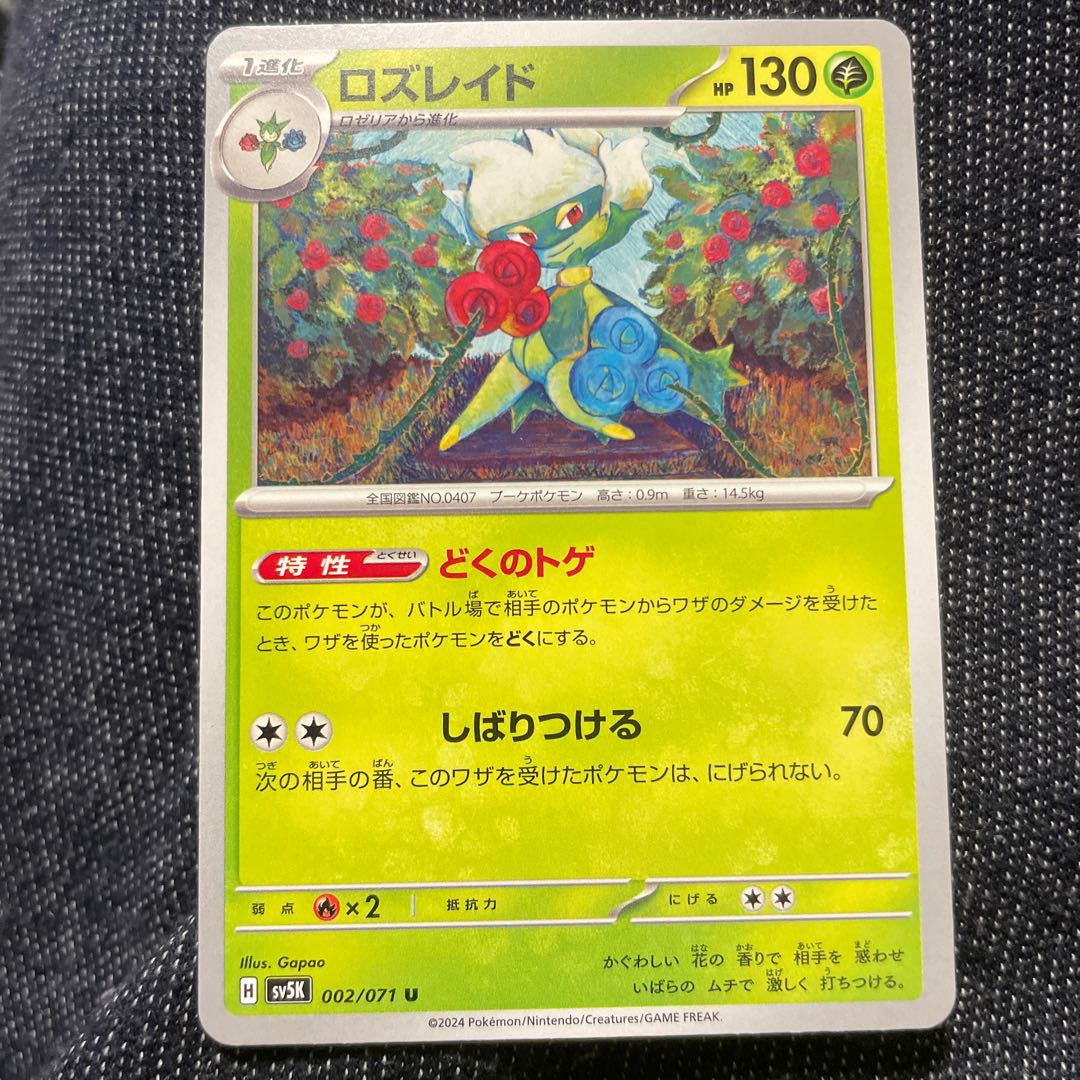 1進化
ロズレイド
HP 130
ロゼリアから進化
全国図鑑NO.0407 ブーケポケモン 高さ:0.9m 重さ:14.5kg
特性 とくせい どくのトゲ
このポケモンが、バトル場で相手のポケモンからワザのダメージを受けた
とき、ワザを使ったポケモンをどくにする。
しばりつける 70
次の相手の番、このワザを受けたポケモンは、にげられない。
弱点 ×2 抵抗力 にげる
Illus. Gapao
かぐわしい 花の 香りで 相手を 惑わせ
いばらの ムチで 激しく 打ちつける。
H sv5K 002/071 U
©2024 Pokémon/Nintendo/Creatures/GAME FREAK.